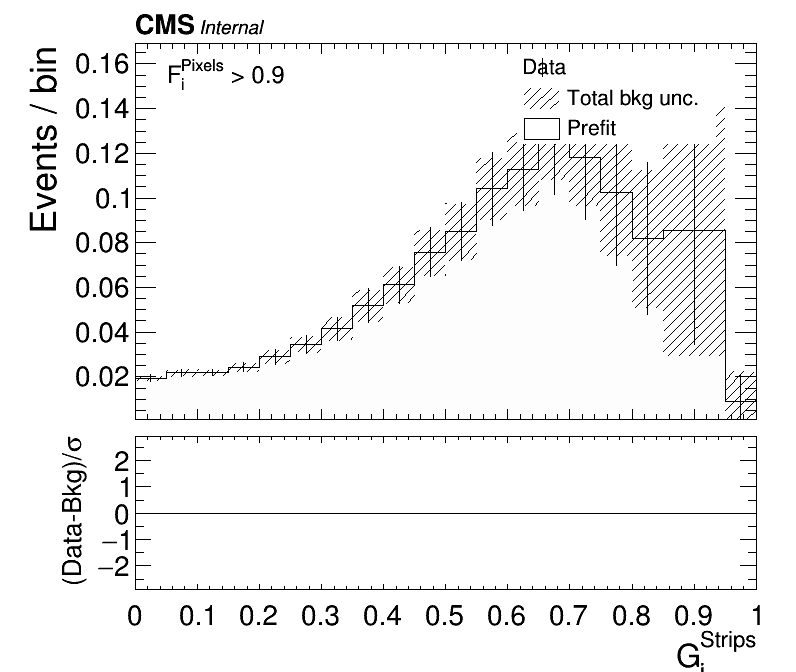 CMS Internal
F_i^Pixels > 0.9
Data
Total bkg unc.
Prefit
Events / bin
0.16
0.14
0.12
0.1
0.08
0.06
0.04
0.02
(Data-Bkg)/σ
2
1
0
−1
−2
0 0.1 0.2 0.3 0.4 0.5 0.6 0.7 0.8 0.9 1
G_i^Strips